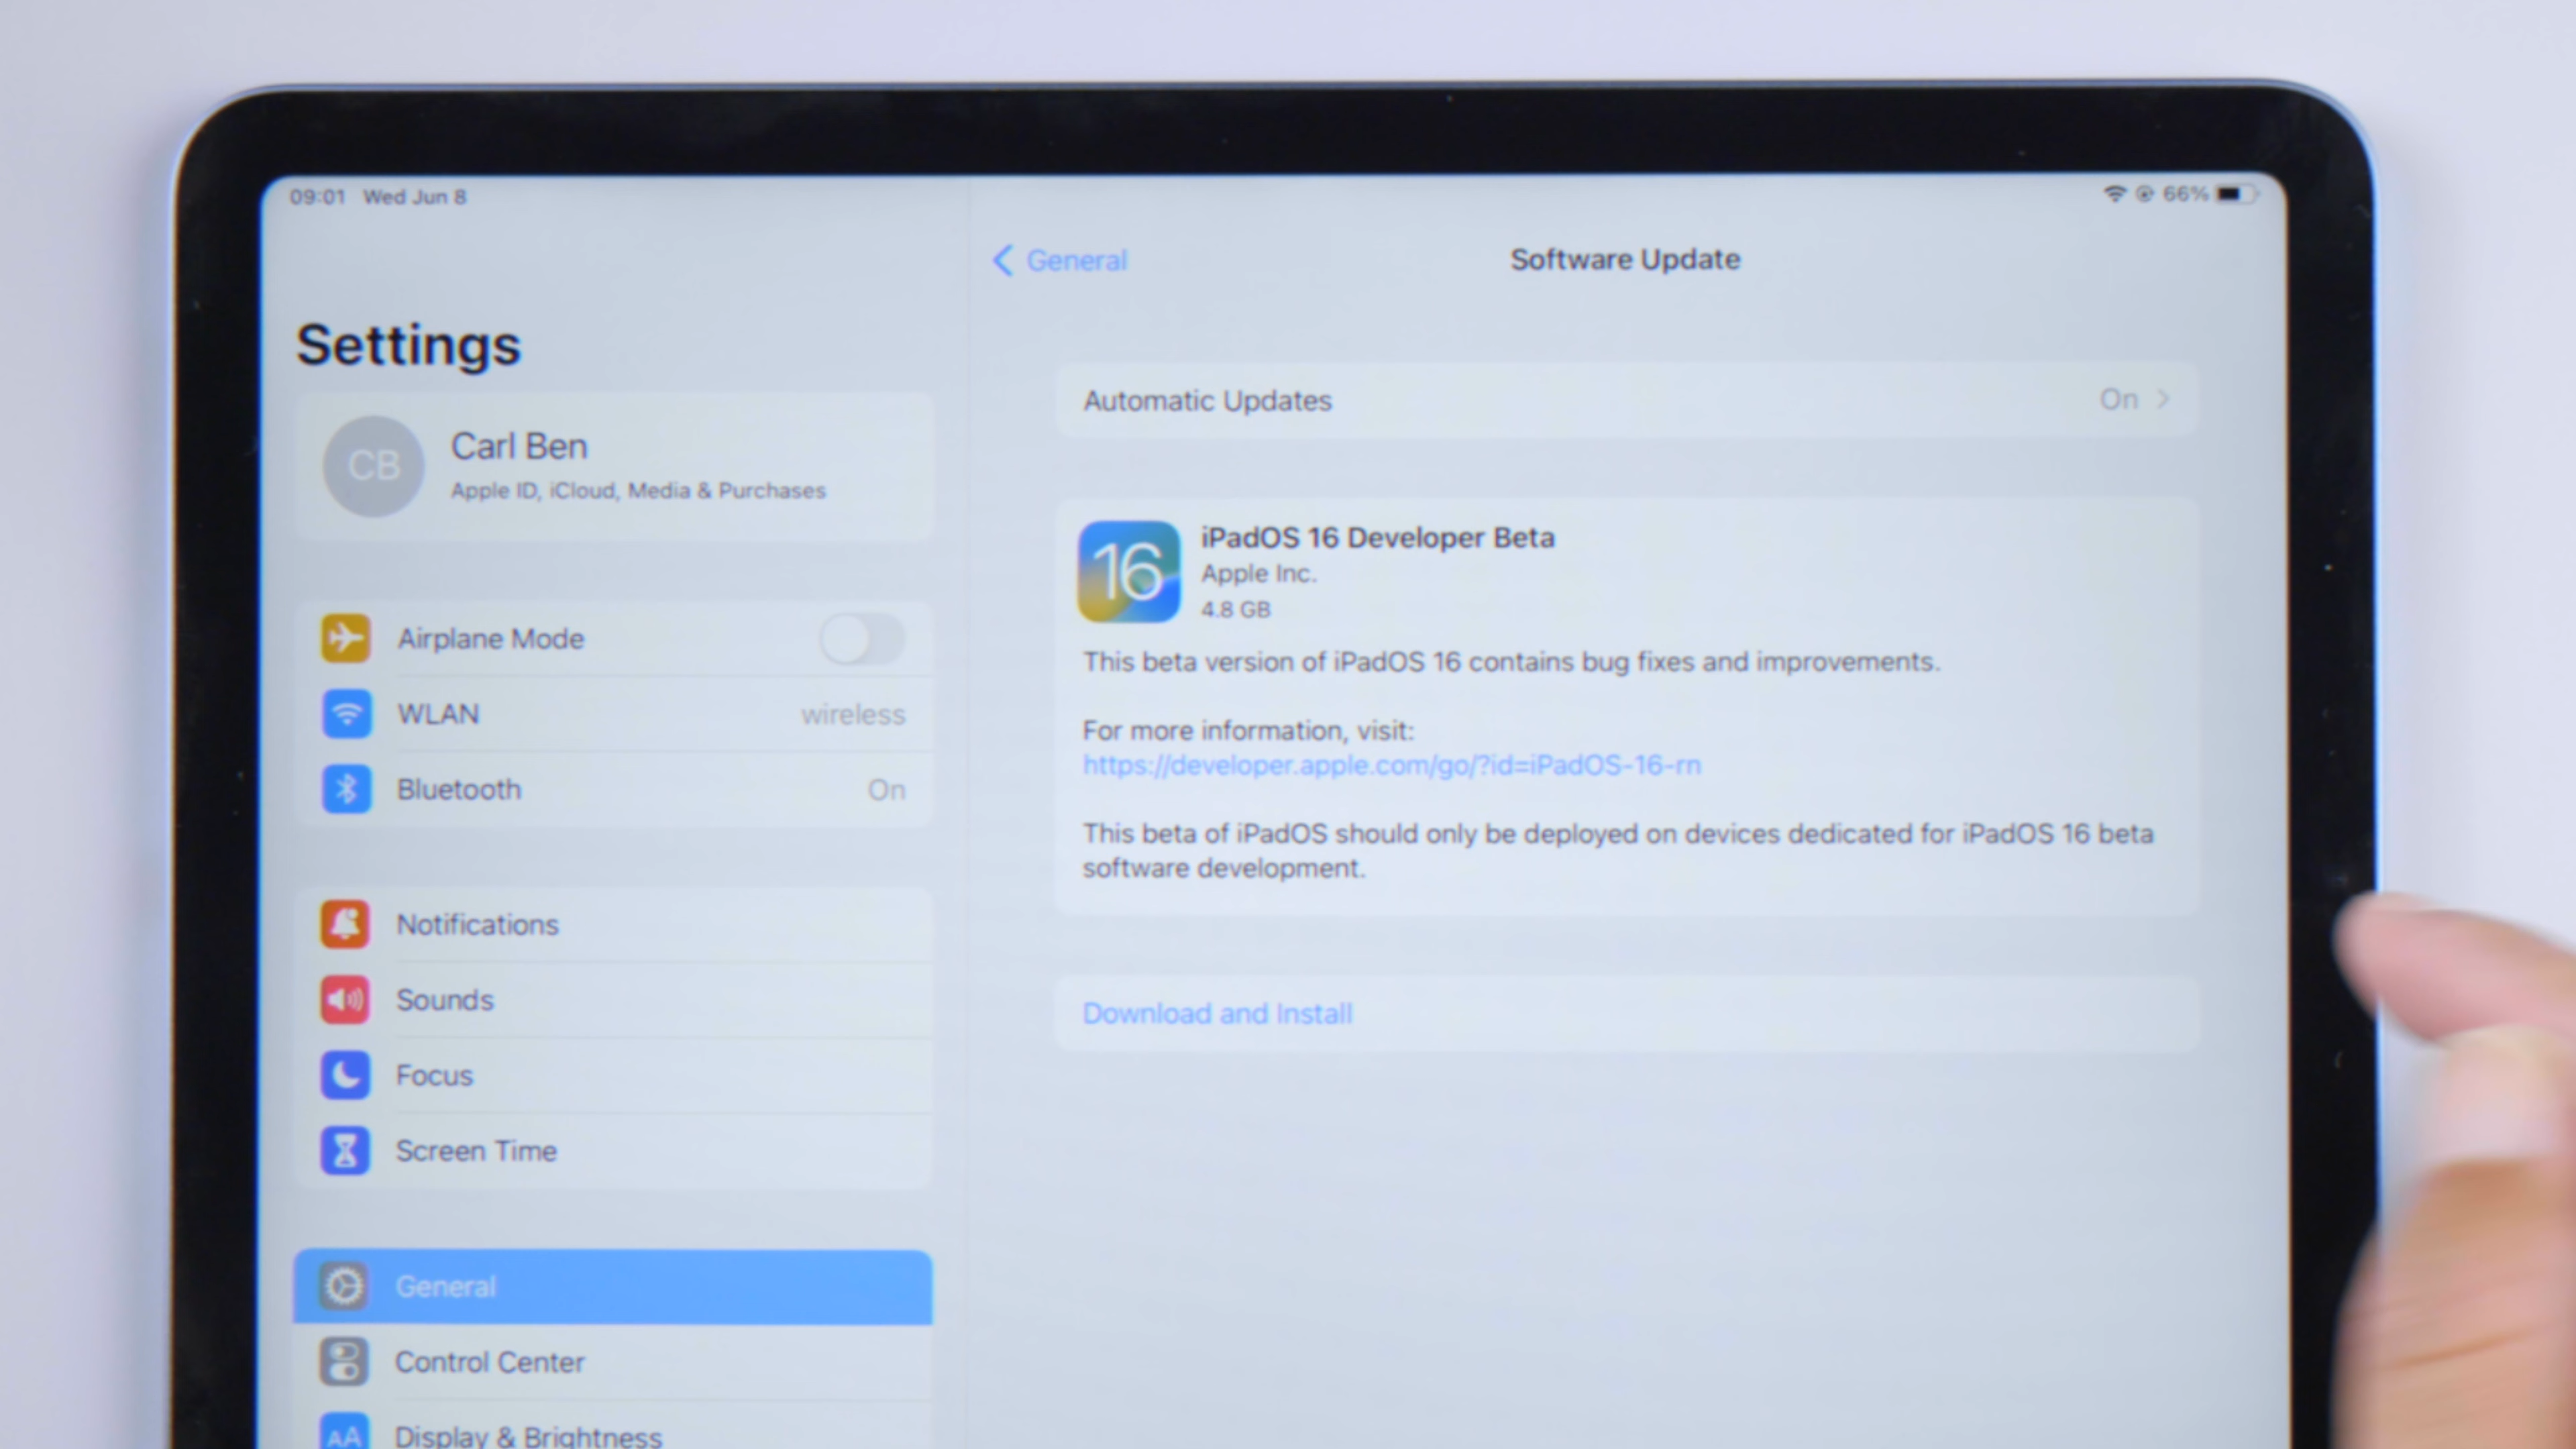 09:01 Wed Jun 8
66%
Settings
CB
Carl Ben
Apple ID, iCloud, Media & Purchases
Airplane Mode
WLAN wireless
Bluetooth On
Notifications
Sounds
Focus
Screen Time
General
Control Center
AA Display & Brightness
General
Software Update
Automatic Updates On
16
iPadOS 16 Developer Beta
Apple Inc.
4.8 GB
This beta version of iPadOS 16 contains bug fixes and improvements.
For more information, visit:
https://developer.apple.com/go/?id=iPadOS-16-rn
This beta of iPadOS should only be deployed on devices dedicated for iPadOS 16 beta
software development.
Download and Install